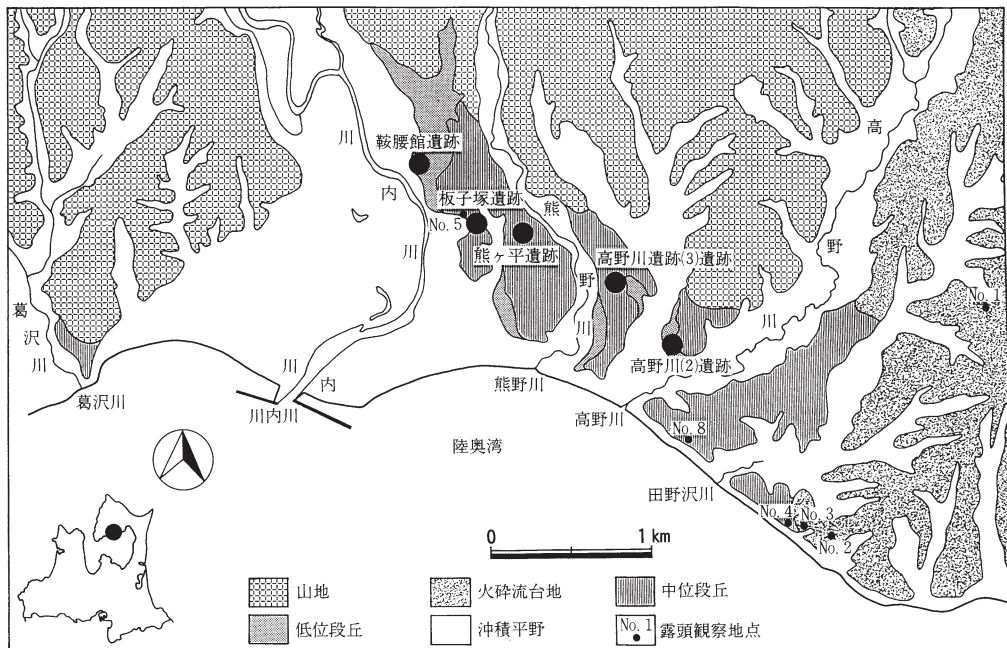 高
鞍腰館遺跡
川
内
板子塚遺跡
No. 5
熊
熊ヶ平遺跡
高野川遺跡(3)遺跡
野
野
No. 1
葛
沢
川
川
川
川
高野川(2)遺跡
川
内
葛沢川
川内川
熊野川
高野川
No. 8
陸奥湾
田野沢川
No. 4
No. 3
No. 2
0
1 km
山地
火砕流台地
中位段丘
低位段丘
沖積平野
No. 1
露頭観察地点